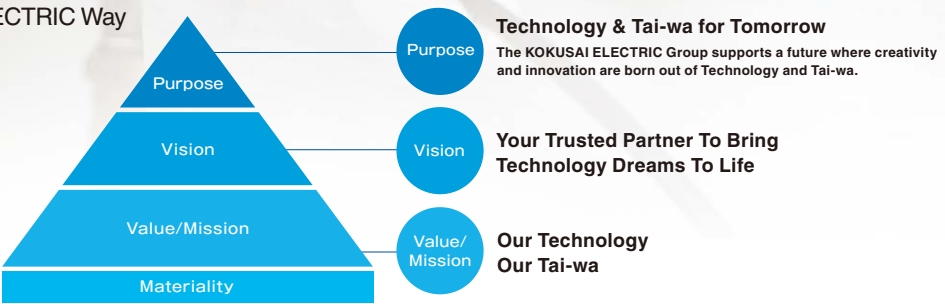 ECTRIC Way
Purpose
Vision
Value/Mission
Materiality
Purpose
Technology & Tai-wa for Tomorrow
The KOKUSAI ELECTRIC Group supports a future where creativity
and innovation are born out of Technology and Tai-wa.
Vision
Your Trusted Partner To Bring
Technology Dreams To Life
Value/
Mission
Our Technology
Our Tai-wa